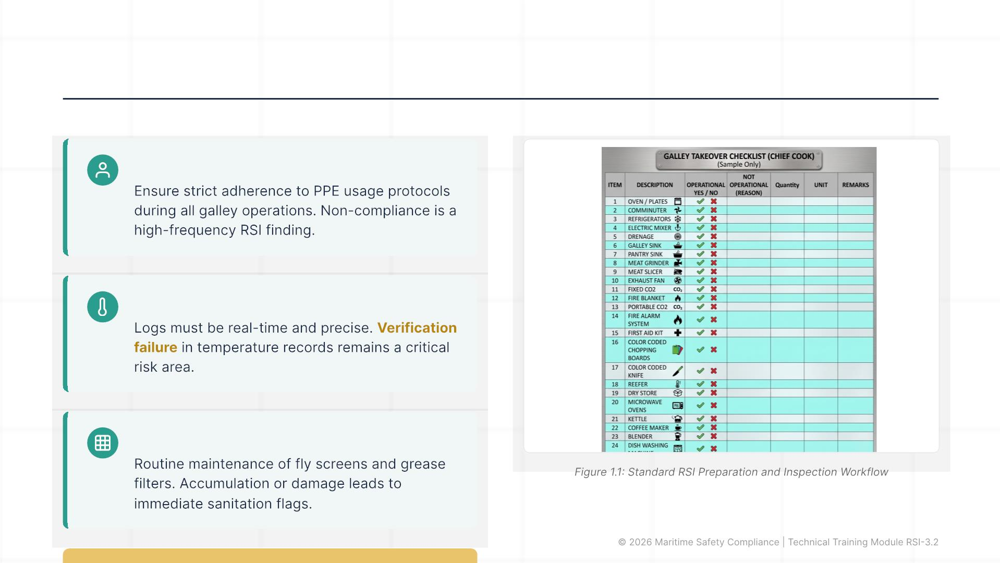 Ensure strict adherence to PPE usage protocols
during all galley operations. Non-compliance is a
high-frequency RSI finding.
Logs must be real-time and precise. Verification
failure in temperature records remains a critical
risk area.
Routine maintenance of fly screens and grease
filters. Accumulation or damage leads to
immediate sanitation flags.
GALLEY TAKEOVER CHECKLIST (CHIEF COOK)
(Sample Only)
ITEM DESCRIPTION OPERATIONAL YES / NO NOT OPERATIONAL (REASON) Quantity UNIT REMARKS
1 OVEN / PLATES
2 COMMINUTER
3 REFRIGERATORS
4 ELECTRIC MIXER
5 DRENAGE
6 GALLEY SINK
7 PANTRY SINK
8 MEAT GRINDER
9 MEAT SLICER
10 EXHAUST FAN
11 FIXED CO2 CO₂
12 FIRE BLANKET
13 PORTABLE CO2 CO₂
14 FIRE ALARM
SYSTEM
15 FIRST AID KIT
16 COLOR CODED
CHOPPING
BOARDS
17 COLOR CODED
KNIFE
18 REEFER
19 DRY STORE
20 MICROWAVE
OVENS
21 KETTLE
22 COFFEE MAKER
23 BLENDER
24 DISH WASHING
Figure 1.1: Standard RSI Preparation and Inspection Workflow
© 2026 Maritime Safety Compliance | Technical Training Module RSI-3.2